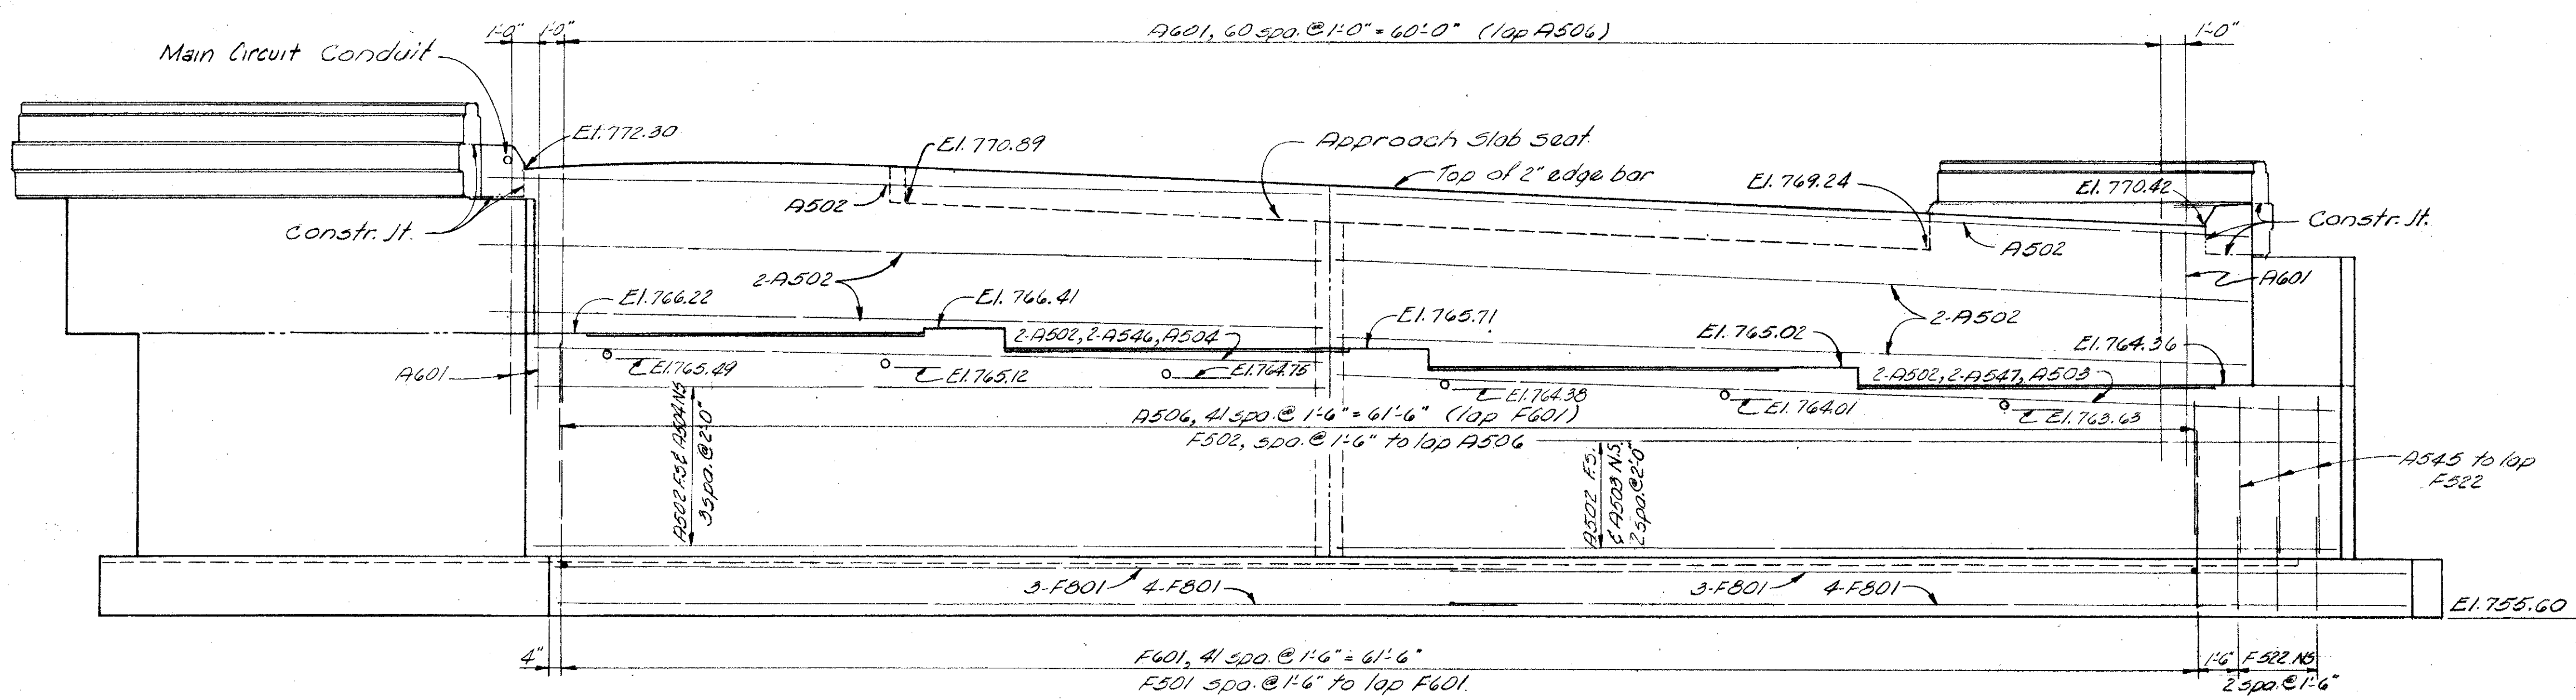 A601, 60 spa. @ 1'-0" = 60'-0" (lap A506)
1'-0" 1'-0"
1'-0"
Main Circuit Conduit
El. 772.30
El. 770.89
Approach Slab seat
Top of 2" edge bar
El. 769.24
El. 770.42
A502
Constr. Jt.
Constr. Jt.
A502
2-A502
A601
El. 766.22
El. 766.41
El. 765.71
2-A502
2-A502, 2-A546, A504
El. 765.02
El. 764.36
A601
El. 765.49
El. 765.12
El. 764.75
2-A502, 2-A547, A503
El. 764.38
El. 764.01
El. 763.63
A506, 41 spa. @ 1'-6" = 61'-6" (lap F601)
F502, spa. @ 1'-6" to lap A506
A502 F.S. & A504 N.S.
3 spa. @ 2'-0"
A502 F.S.
& A503 N.S.
2 spa. @ 2'-0"
A545 to lap
F522
3-F801 4-F801
3-F801 4-F801
El. 755.60
4"
F601, 41 spa. @ 1'-6" = 61'-6"
F501 spa. @ 1'-6" to lap F601.
1'-6" F522 NS
2 spa. @ 1'-6"